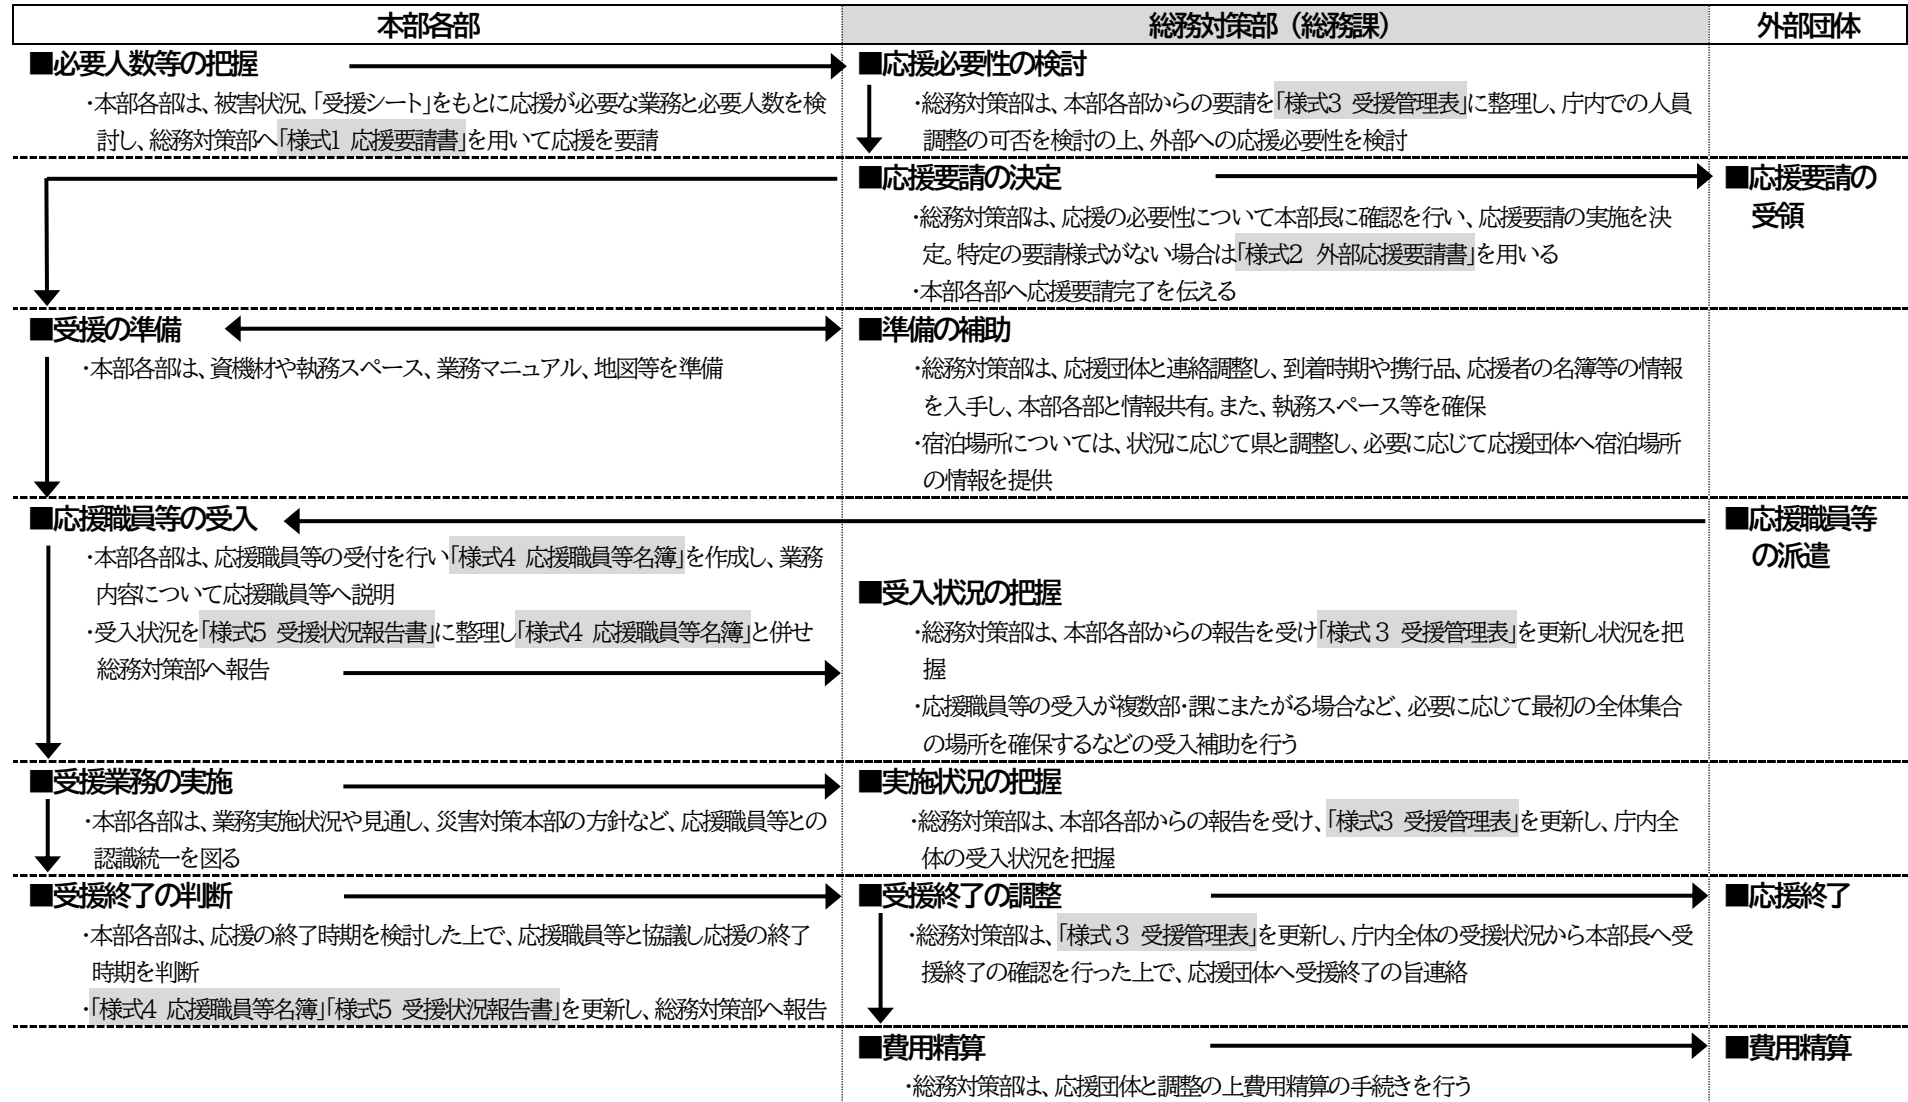 本部各部
総務対策部（総務課）
外部団体
■必要人数等の把握
・本部各部は、被害状況、「受援シート」をもとに応援が必要な業務と必要人数を検
討し、総務対策部へ「様式1 応援要請書」を用いて応援を要請
■応援必要性の検討
・総務対策部は、本部各部からの要請を「様式3 受援管理表」に整理し、庁内での人員
調整の可否を検討の上、外部への応援必要性を検討
■応援要請の決定
・総務対策部は、応援の必要性について本部長に確認を行い、応援要請の実施を決
定。特定の要請様式がない場合は「様式2 外部応援要請書」を用いる
・本部各部へ応援要請完了を伝える
■応援要請の
受領
■受援の準備
・本部各部は、資機材や執務スペース、業務マニュアル、地図等を準備
■準備の補助
・総務対策部は、応援団体と連絡調整し、到着時期や携行品、応援者の名簿等の情報
を入手し、本部各部と情報共有。また、執務スペース等を確保
・宿泊場所については、状況に応じて県と調整し、必要に応じて応援団体へ宿泊場所
の情報を提供
■応援職員等の受入
・本部各部は、応援職員等の受付を行い「様式4 応援職員等名簿」を作成し、業務
内容について応援職員等へ説明
・受入状況を「様式5 受援状況報告書」に整理し「様式4 応援職員等名簿」と併せ
総務対策部へ報告
■受入状況の把握
・総務対策部は、本部各部からの報告を受け「様式３ 受援管理表」を更新し状況を把
握
・応援職員等の受入が複数部・課にまたがる場合など、必要に応じて最初の全体集合
の場所を確保するなどの受入補助を行う
■応援職員等
の派遣
■受援業務の実施
・本部各部は、業務実施状況や見通し、災害対策本部の方針など、応援職員等との
認識統一を図る
■実施状況の把握
・総務対策部は、本部各部からの報告を受け、「様式3 受援管理表」を更新し、庁内全
体の受入状況を把握
■受援終了の判断
・本部各部は、応援の終了時期を検討した上で、応援職員等と協議し応援の終了
時期を判断
・「様式4 応援職員等名簿」「様式5 受援状況報告書」を更新し、総務対策部へ報告
■受援終了の調整
・総務対策部は、「様式３ 受援管理表」を更新し、庁内全体の受援状況から本部長へ受
援終了の確認を行った上で、応援団体へ受援終了の旨連絡
■応援終了
■費用精算
・総務対策部は、応援団体と調整の上費用精算の手続きを行う
■費用精算